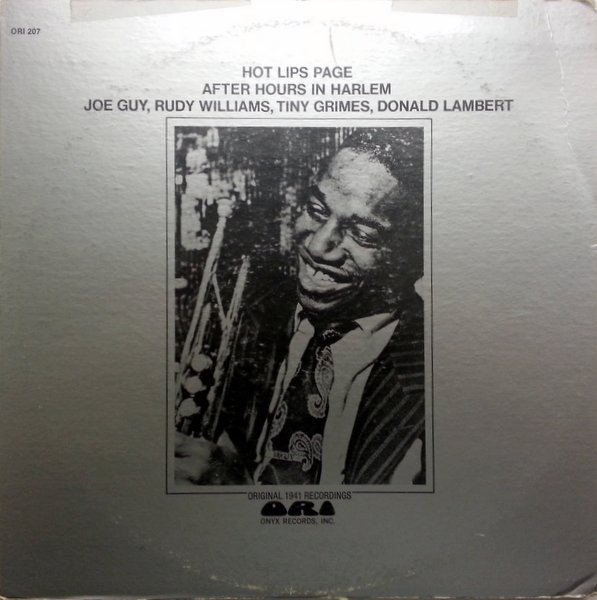 ORI 207
HOT LIPS PAGE
AFTER HOURS IN HARLEM
JOE GUY, RUDY WILLIAMS, TINY GRIMES, DONALD LAMBERT
ORIGINAL 1941 RECORDINGS
ORI
ONYX RECORDS, INC.